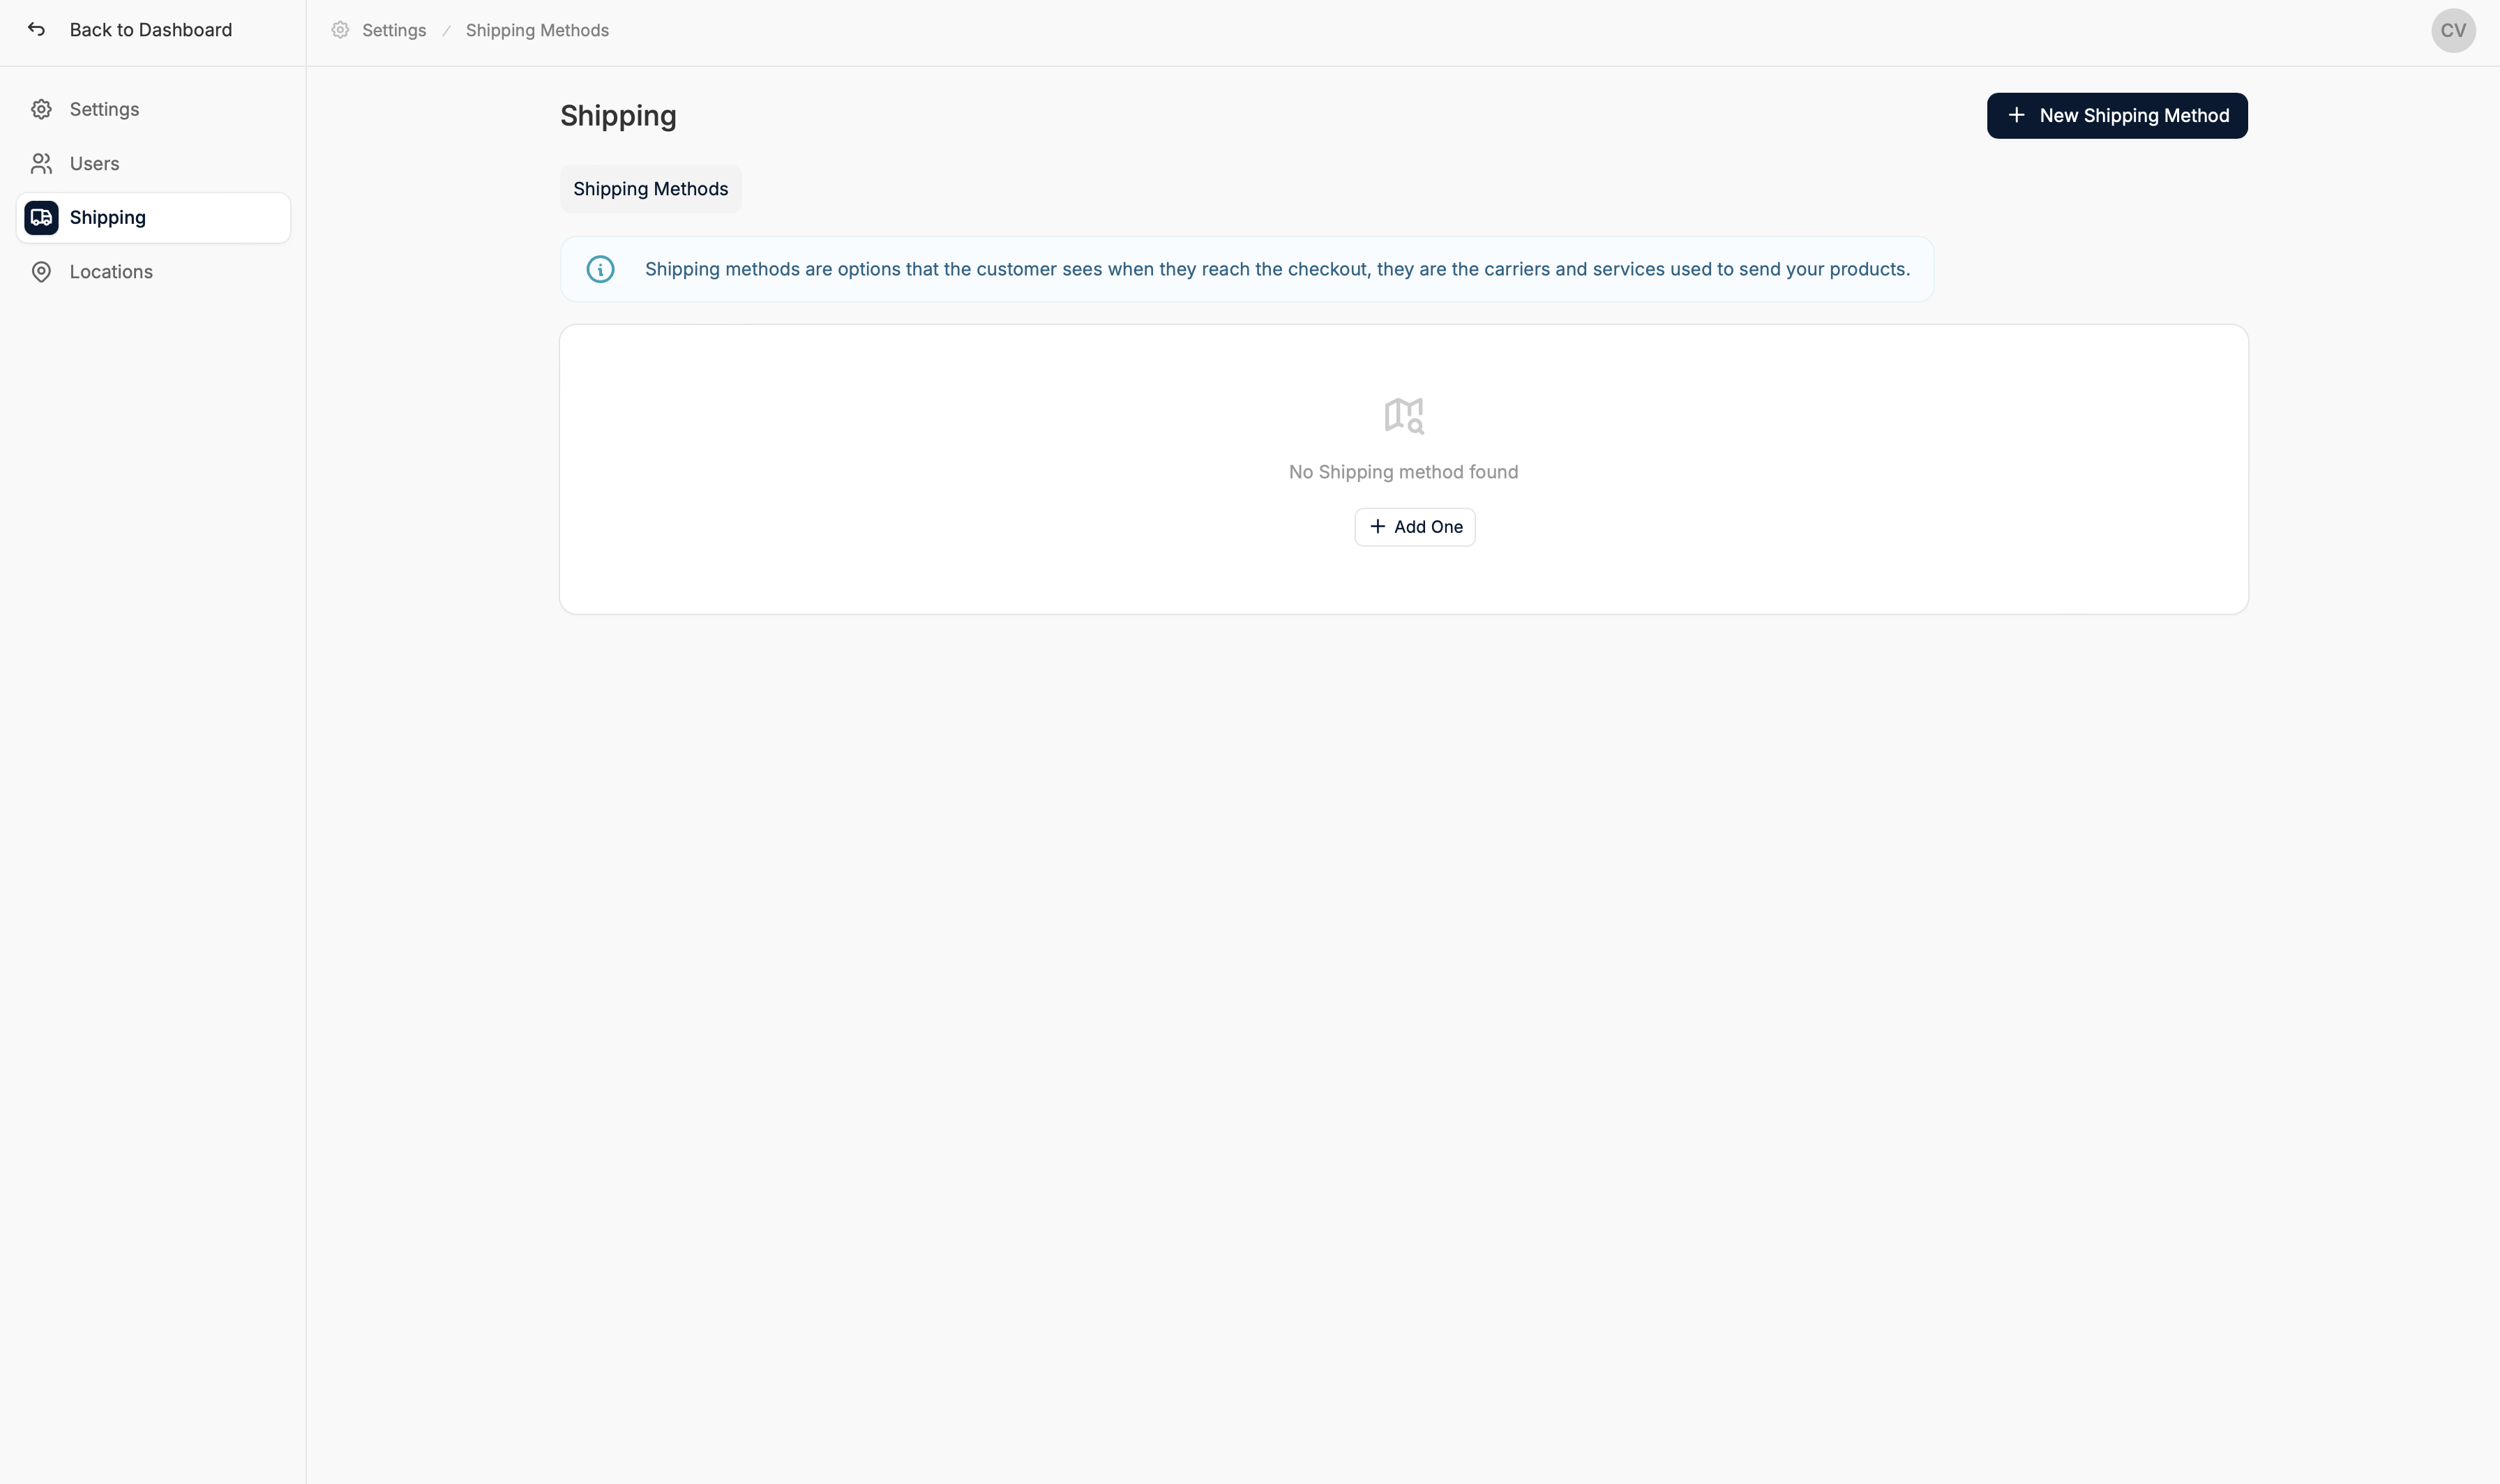 Back to Dashboard
Settings / Shipping Methods
CV
Settings
Users
Shipping
Locations
Shipping
New Shipping Method
Shipping Methods
Shipping methods are options that the customer sees when they reach the checkout, they are the carriers and services used to send your products.
No Shipping method found
Add One